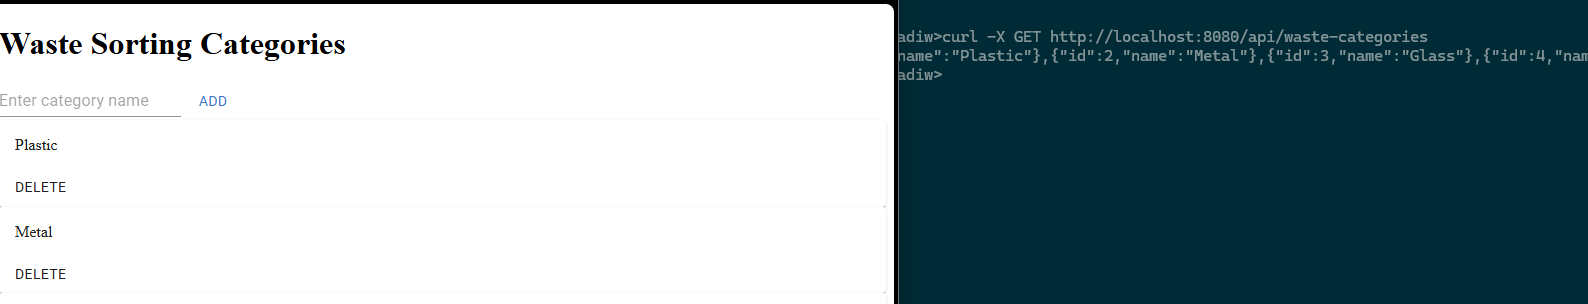 Waste Sorting Categories
Enter category name
ADD
Plastic
DELETE
Metal
DELETE
adiw>curl -X GET http://localhost:8080/api/waste-categories
name":"Plastic"},{"id":2,"name":"Metal"},{"id":3,"name":"Glass"},{"id":4,"nam
adiw>